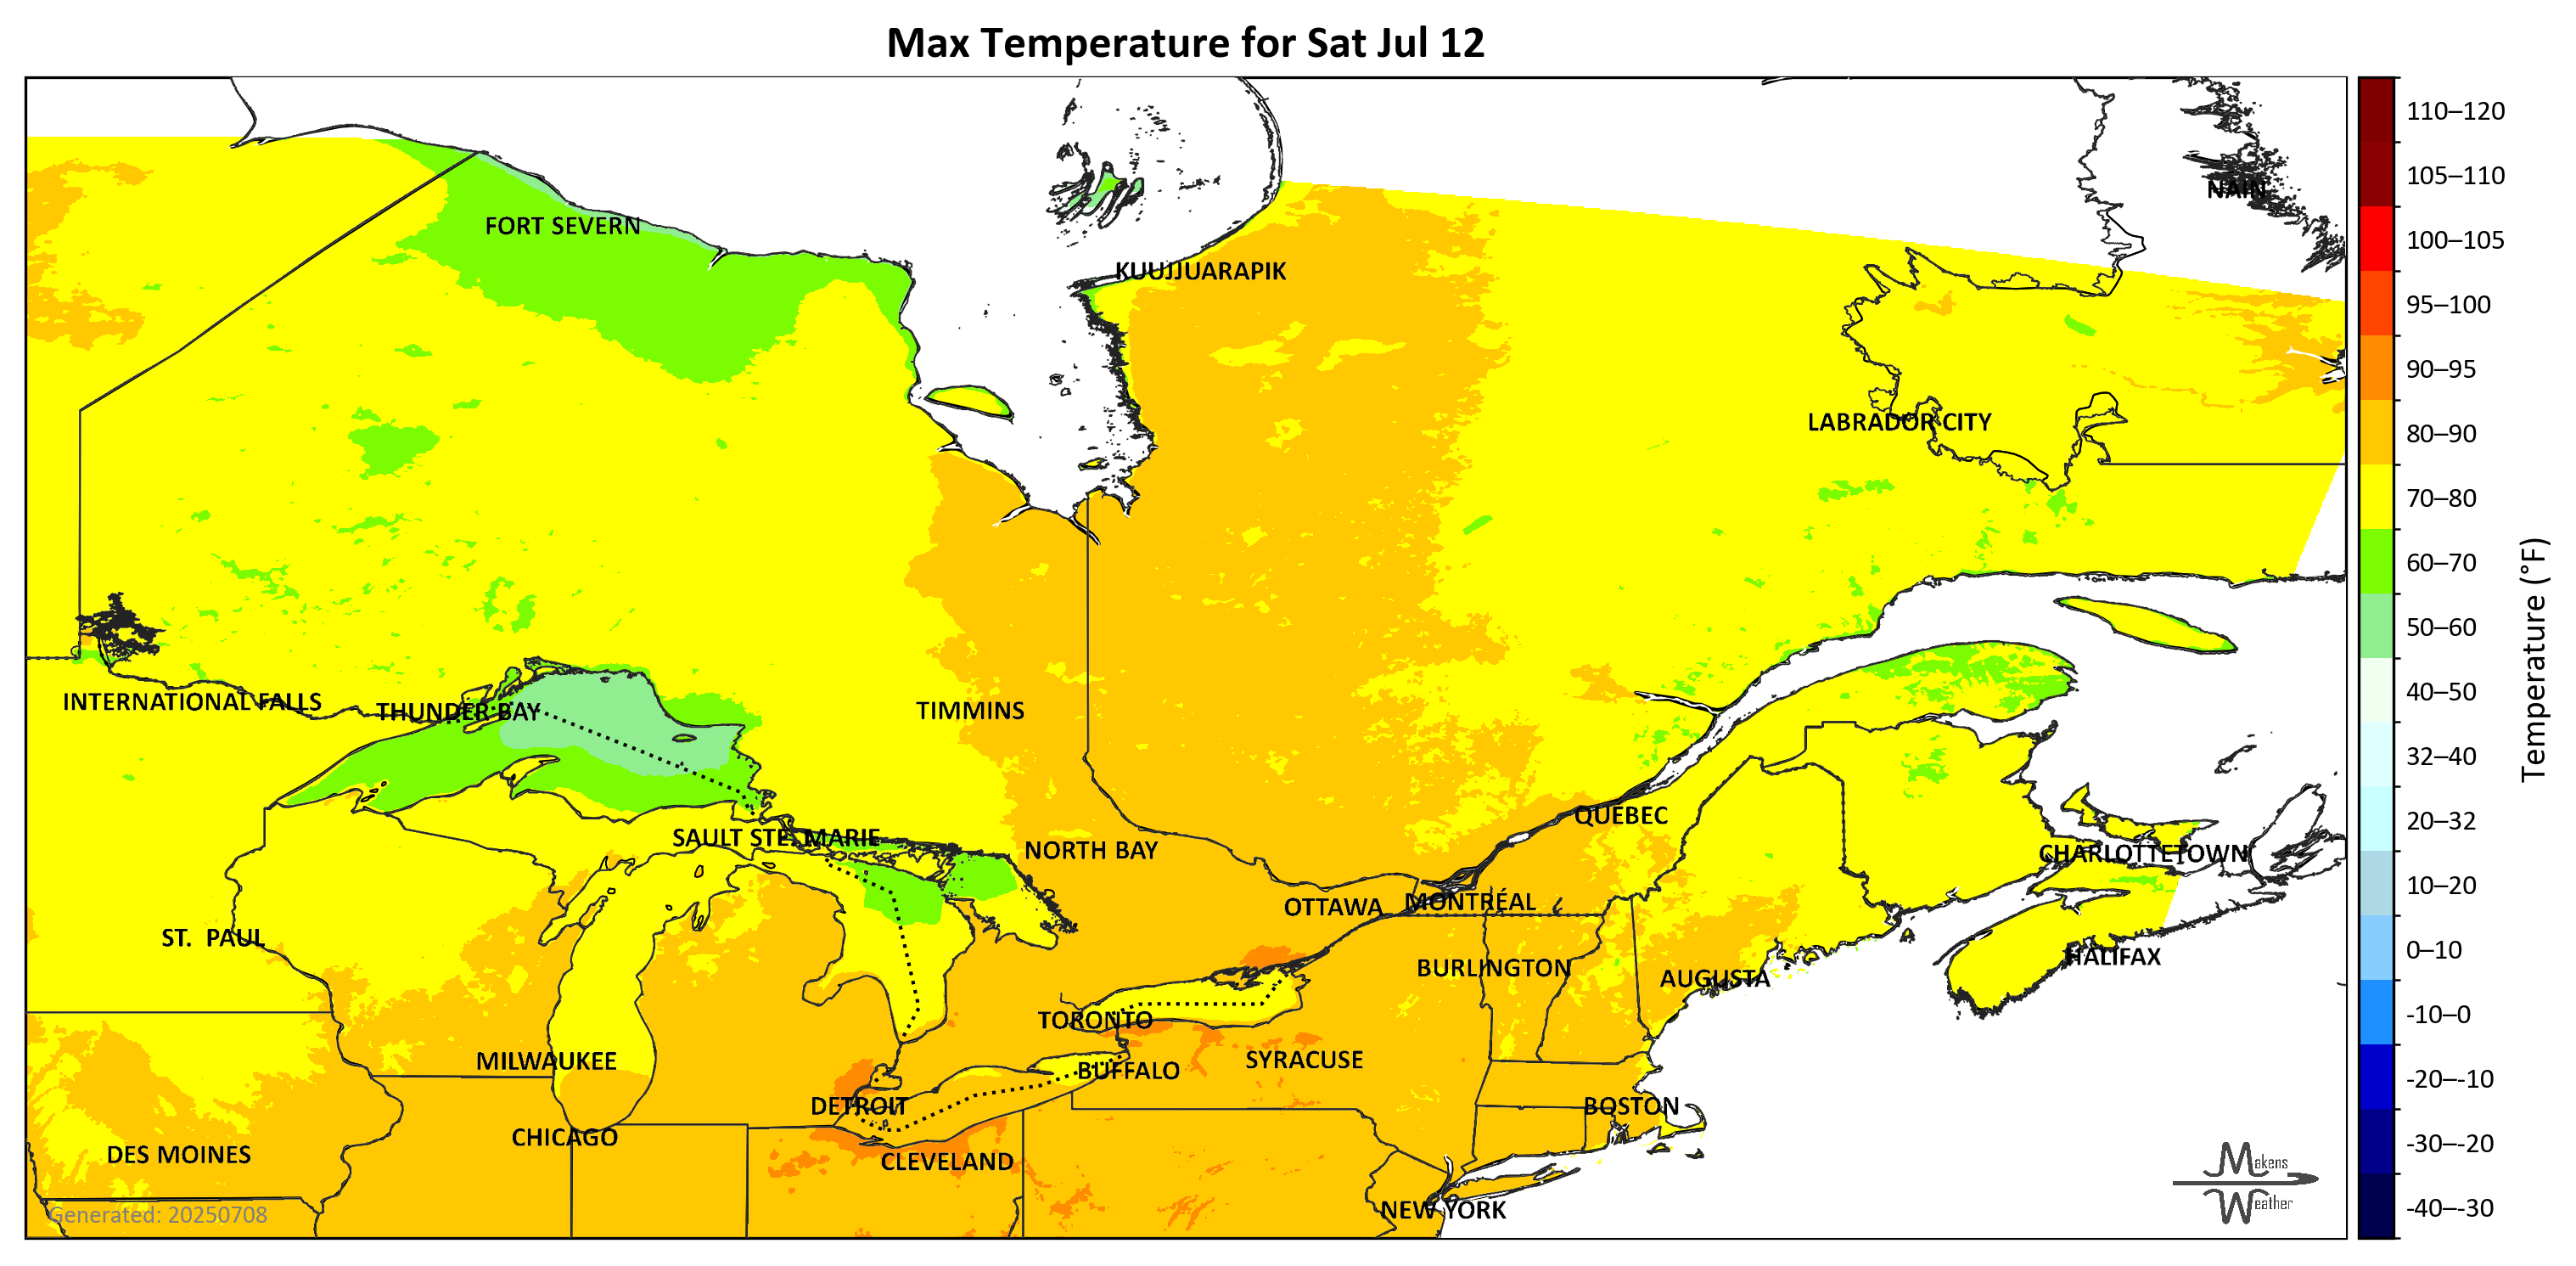 Max Temperature for Sat Jul 12
110–120
105–110
NAIN
FORT SEVERN
100–105
KUUJJUARAPIK
95–100
90–95
LABRADOR CITY
80–90
70–80
60–70
50–60
Temperature (°F)
40–50
INTERNATIONAL FALLS
THUNDER BAY
TIMMINS
32–40
QUÉBEC
20–32
SAULT STE. MARIE
NORTH BAY
CHARLOTTETOWN
10–20
OTTAWA
MONTRÉAL
ST. PAUL
0–10
HALIFAX
BURLINGTON
AUGUSTA
-10–0
TORONTO
MILWAUKEE
BUFFALO
SYRACUSE
-20–-10
DETROIT
BOSTON
CHICAGO
-30–-20
DES MOINES
CLEVELAND
Makens
Weather
NEW YORK
-40–-30
Generated: 20250708